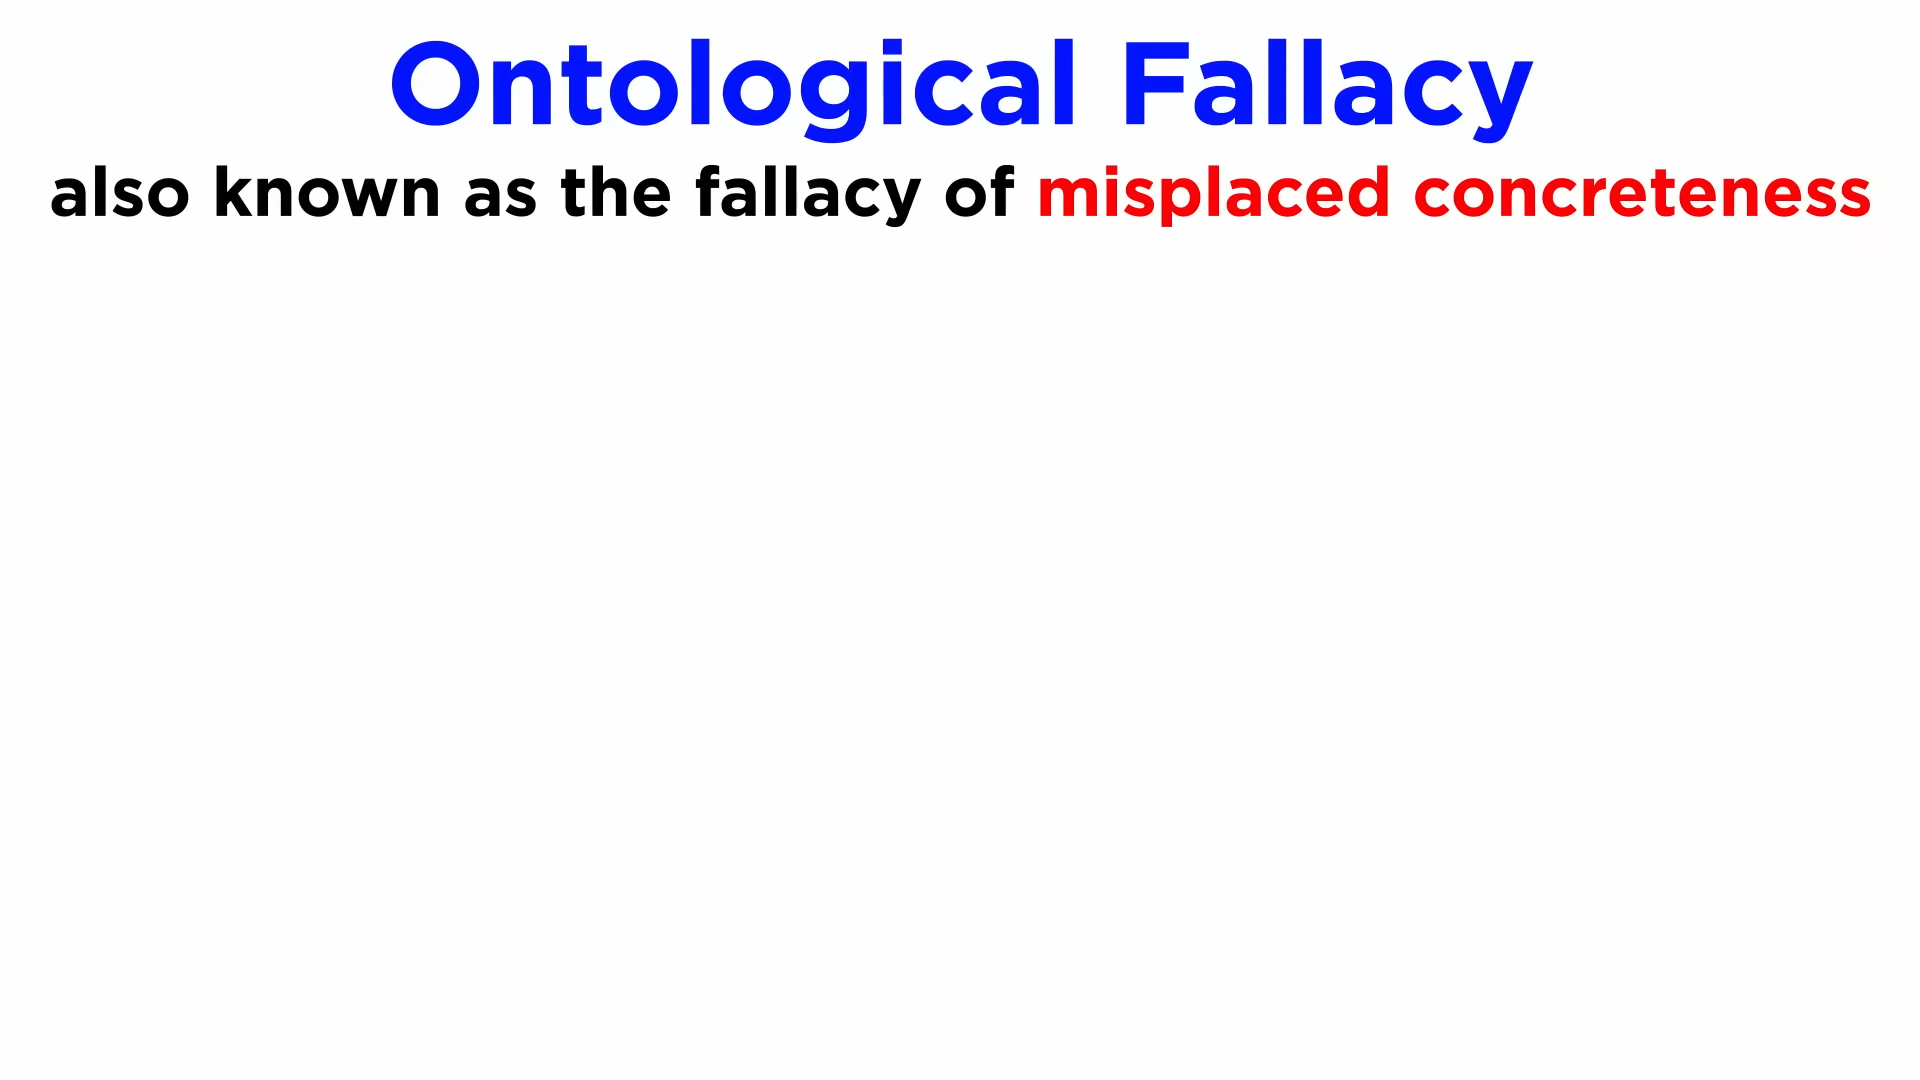 Ontological Fallacy
also known as the fallacy of misplaced concreteness